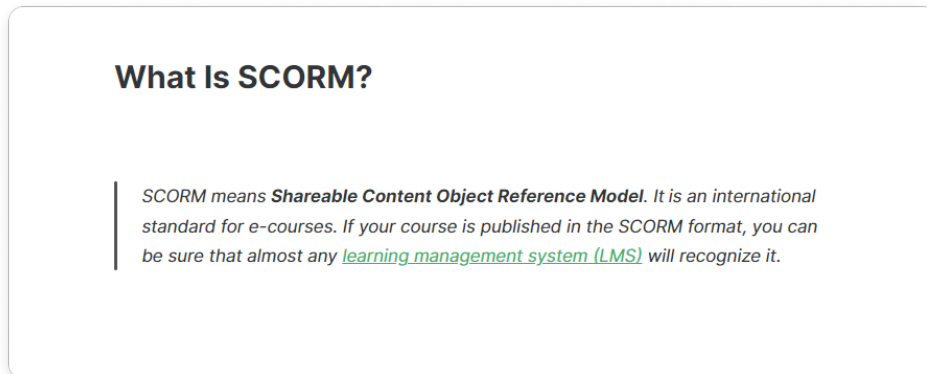 What Is SCORM?
SCORM means Shareable Content Object Reference Model. It is an international
standard for e-courses. If your course is published in the SCORM format, you can
be sure that almost any learning management system (LMS) will recognize it.